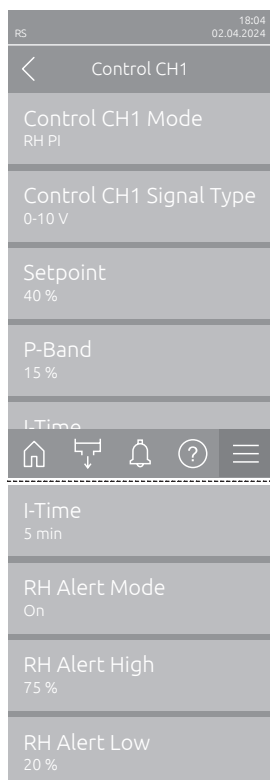 18:04
RS 02.04.2024
Control CH1
Control CH1 Mode
RH PI
Control CH1 Signal Type
0-10 V
Setpoint
40 %
P-Band
15 %
I-Time
?
I-Time
5 min
RH Alert Mode
On
RH Alert High
75 %
RH Alert Low
20 %